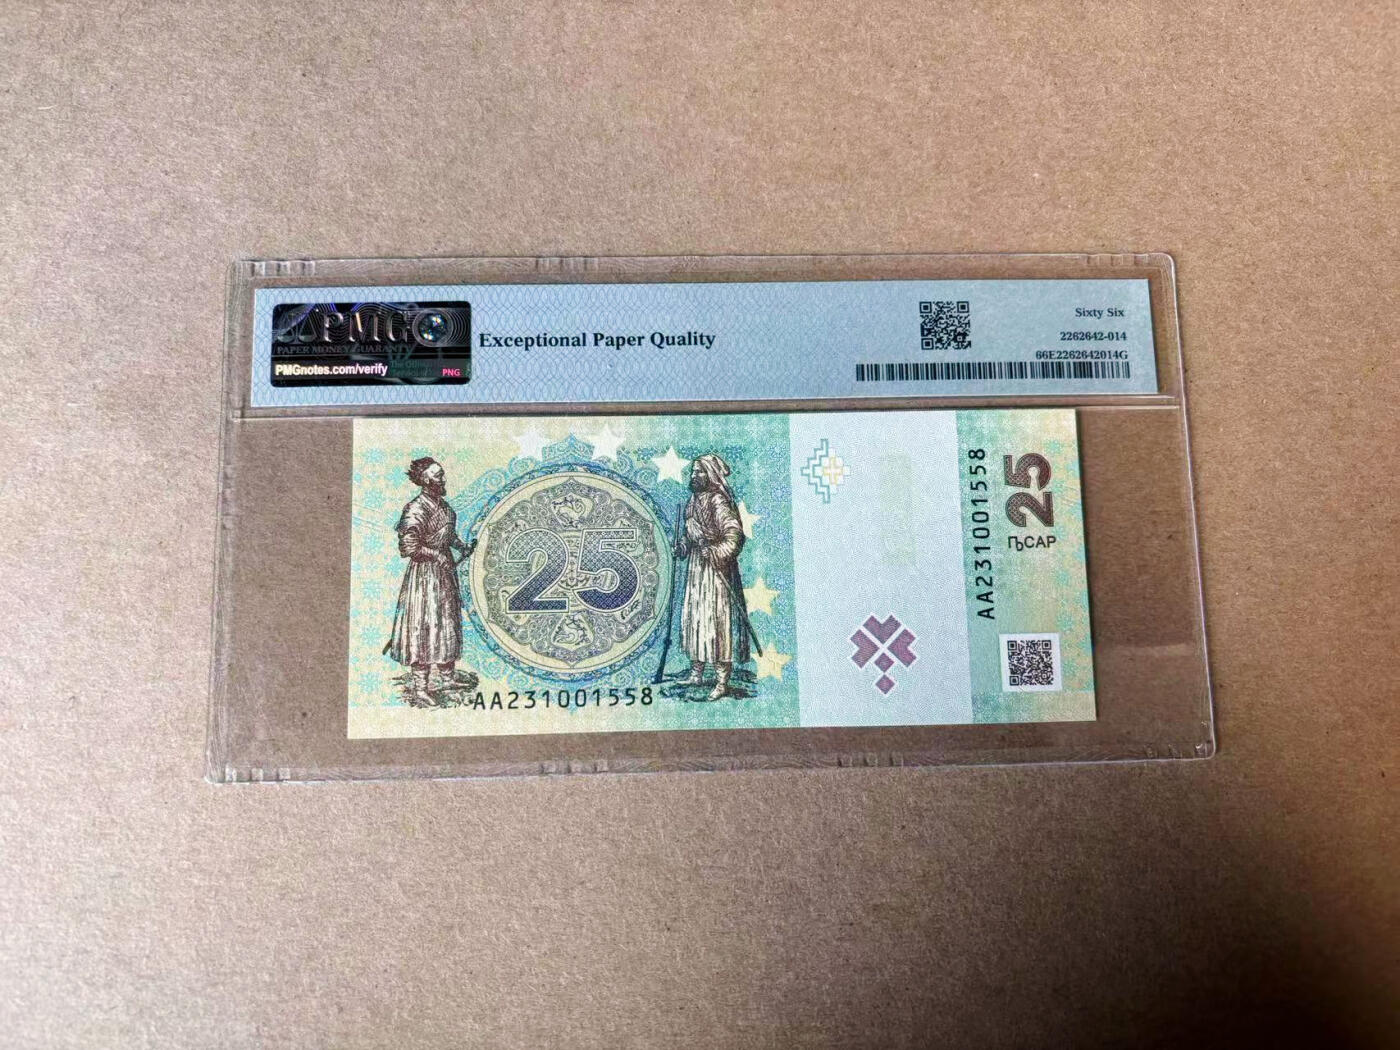 PMG
PAPER MONEY GUARANTY
PMGnotes.com/verify
PNG
Exceptional Paper Quality
Sixty Six
2262642-014
66E2262642014G
25
AA231001558
AA231001558
25
ҦСАР